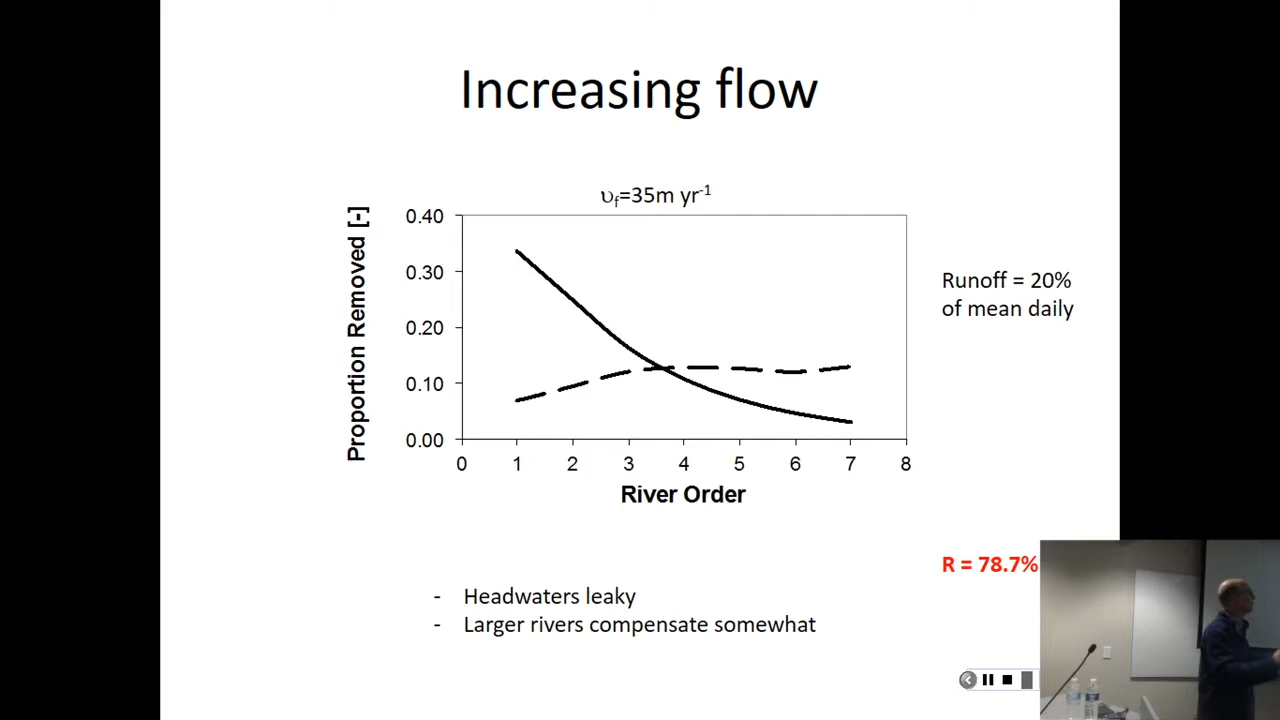 Increasing flow
υf=35m yr-1
Proportion Removed [-]
0.40
0.30
0.20
0.10
0.00
0 1 2 3 4 5 6 7 8
River Order
Runoff = 20%
of mean daily
R = 78.7%
- Headwaters leaky
- Larger rivers compensate somewhat